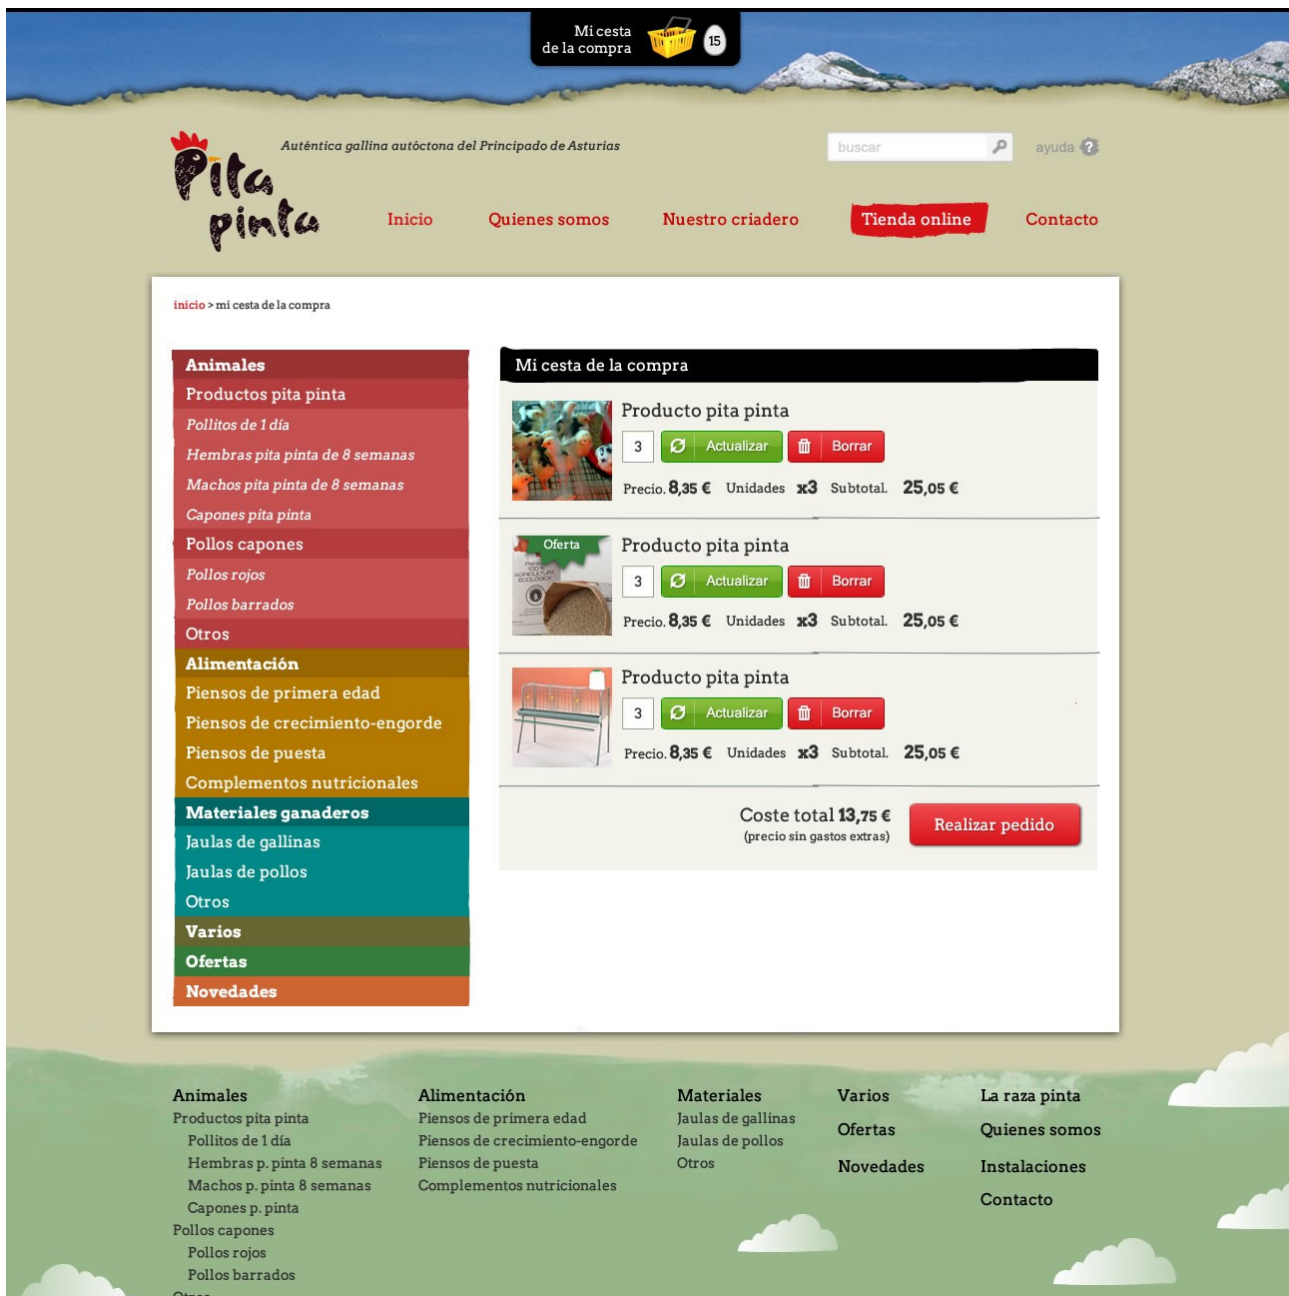 Mi cesta
de la compra
15
Pita
pinta
Auténtica gallina autóctona del Principado de Asturias
buscar
ayuda ?
Inicio
Quienes somos
Nuestro criadero
Tienda online
Contacto
inicio > mi cesta de la compra
Animales
Productos pita pinta
Pollitos de 1 día
Hembras pita pinta de 8 semanas
Machos pita pinta de 8 semanas
Capones pita pinta
Pollos capones
Pollos rojos
Pollos barrados
Otros
Alimentación
Piensos de primera edad
Piensos de crecimiento-engorde
Piensos de puesta
Complementos nutricionales
Materiales ganaderos
Jaulas de gallinas
Jaulas de pollos
Otros
Varios
Ofertas
Novedades
Mi cesta de la compra
Producto pita pinta
3 Actualizar Borrar
Precio. 8,35 € Unidades x3 Subtotal. 25,05 €
Oferta
100%
AGRICULTURA
ECOLÓGICA
Producto pita pinta
3 Actualizar Borrar
Precio. 8,35 € Unidades x3 Subtotal. 25,05 €
Producto pita pinta
3 Actualizar Borrar
Precio. 8,35 € Unidades x3 Subtotal. 25,05 €
Coste total 13,75 €
(precio sin gastos extras)
Realizar pedido
Animales
Productos pita pinta
Pollitos de 1 día
Hembras p. pinta 8 semanas
Machos p. pinta 8 semanas
Capones p. pinta
Pollos capones
Pollos rojos
Pollos barrados
Otros
Alimentación
Piensos de primera edad
Piensos de crecimiento-engorde
Piensos de puesta
Complementos nutricionales
Materiales
Jaulas de gallinas
Jaulas de pollos
Otros
Varios
Ofertas
Novedades
La raza pinta
Quienes somos
Instalaciones
Contacto